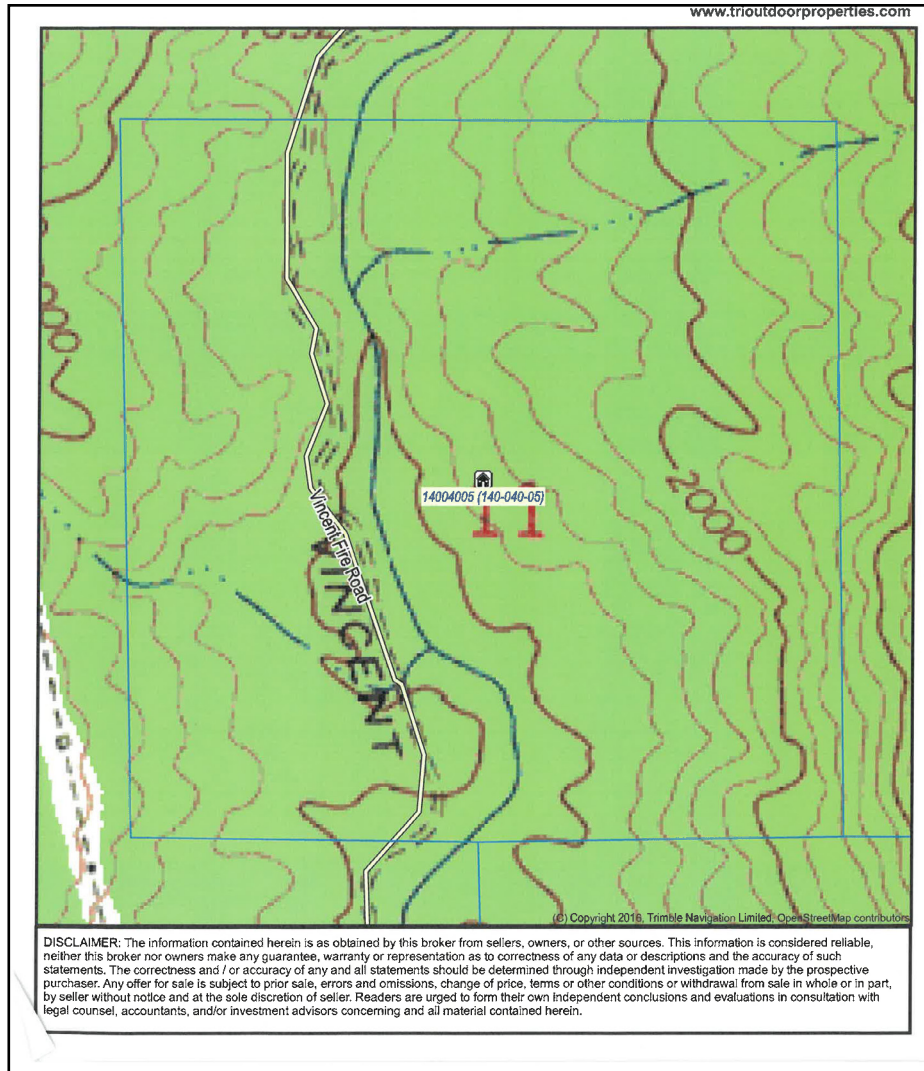 www.trioutdoorproperties.com
14004005 (140-040-05)
11
2000
Vincent Fire Road
VINCENT
(C) Copyright 2016, Trimble Navigation Limited, OpenStreetMap contributors
DISCLAIMER: The information contained herein is as obtained by this broker from sellers, owners, or other sources. This information is considered reliable,
neither this broker nor owners make any guarantee, warranty or representation as to correctness of any data or descriptions and the accuracy of such
statements. The correctness and / or accuracy of any and all statements should be determined through independent investigation made by the prospective
purchaser. Any offer for sale is subject to prior sale, errors and omissions, change of price, terms or other conditions or withdrawal from sale in whole or in part,
by seller without notice and at the sole discretion of seller. Readers are urged to form their own independent conclusions and evaluations in consultation with
legal counsel, accountants, and/or investment advisors concerning and all material contained herein.